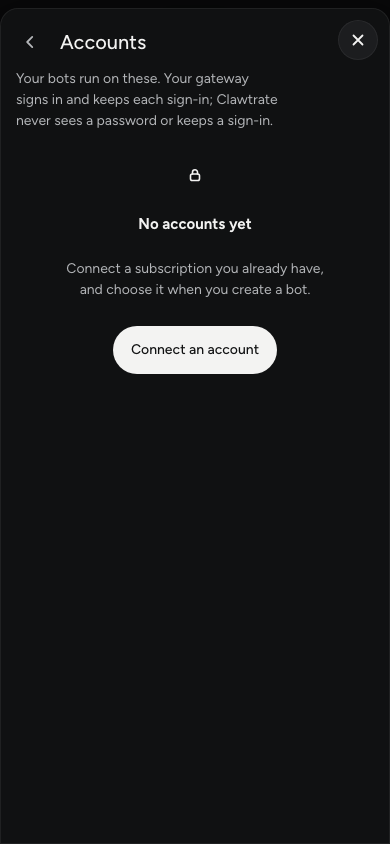 Accounts
Your bots run on these. Your gateway
signs in and keeps each sign-in; Clawtrate
never sees a password or keeps a sign-in.
No accounts yet
Connect a subscription you already have,
and choose it when you create a bot.
Connect an account